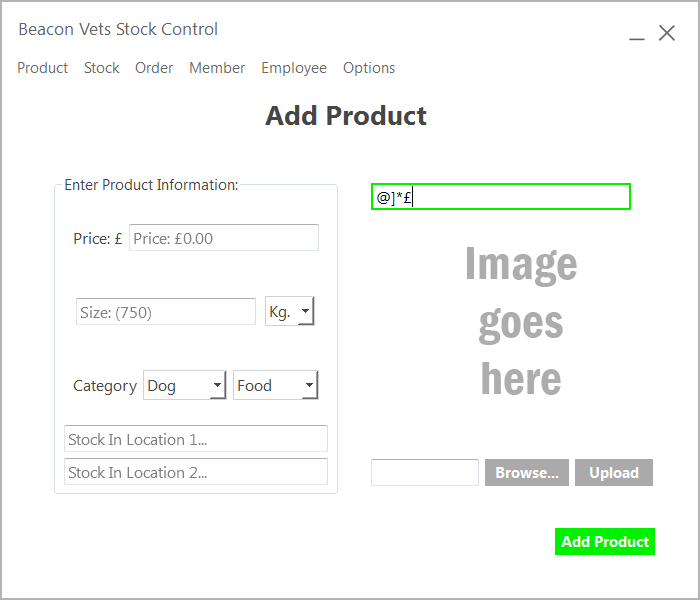 Beacon Vets Stock Control
Product Stock Order Member Employee Options
Add Product
Enter Product Information:
Price: £ Price: £0.00
Size: (750) Kg.
Category Dog Food
Stock In Location 1...
Stock In Location 2...
@]*£
Image
goes
here
Browse... Upload
Add Product